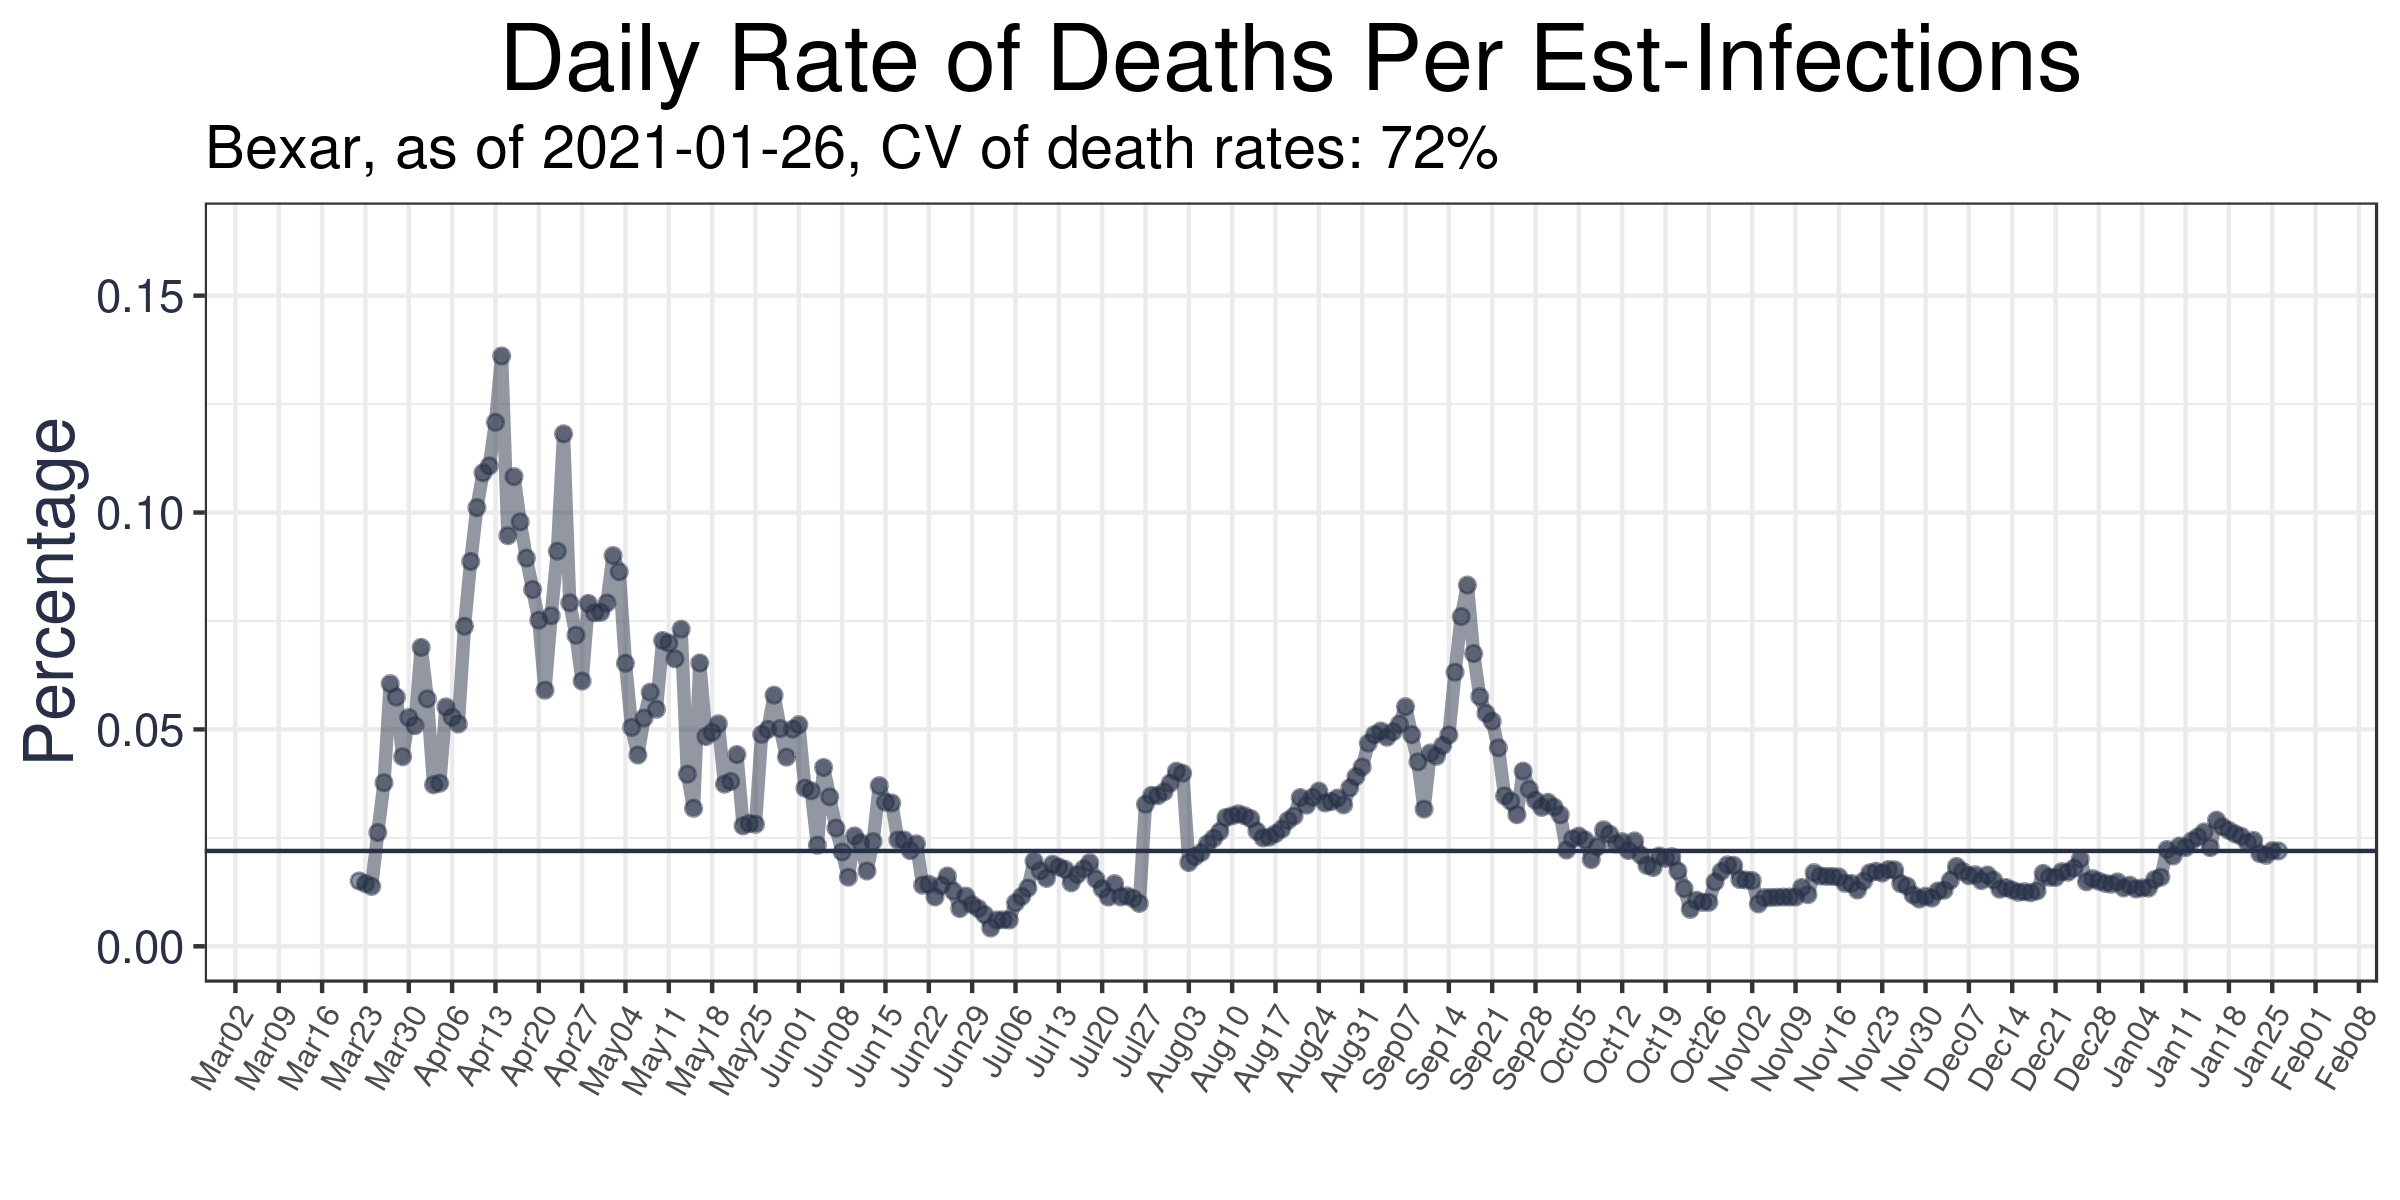 Daily Rate of Deaths Per Est-Infections
Bexar, as of 2021-01-26, CV of death rates: 72%
Percentage
0.15
0.10
0.05
0.00
Mar02
Mar09
Mar16
Mar23
Mar30
Apr06
Apr13
Apr20
Apr27
May04
May11
May18
May25
Jun01
Jun08
Jun15
Jun22
Jun29
Jul06
Jul13
Jul20
Jul27
Aug03
Aug10
Aug17
Aug24
Aug31
Sep07
Sep14
Sep21
Sep28
Oct05
Oct12
Oct19
Oct26
Nov02
Nov09
Nov16
Nov23
Nov30
Dec07
Dec14
Dec21
Dec28
Jan04
Jan11
Jan18
Jan25
Feb01
Feb08